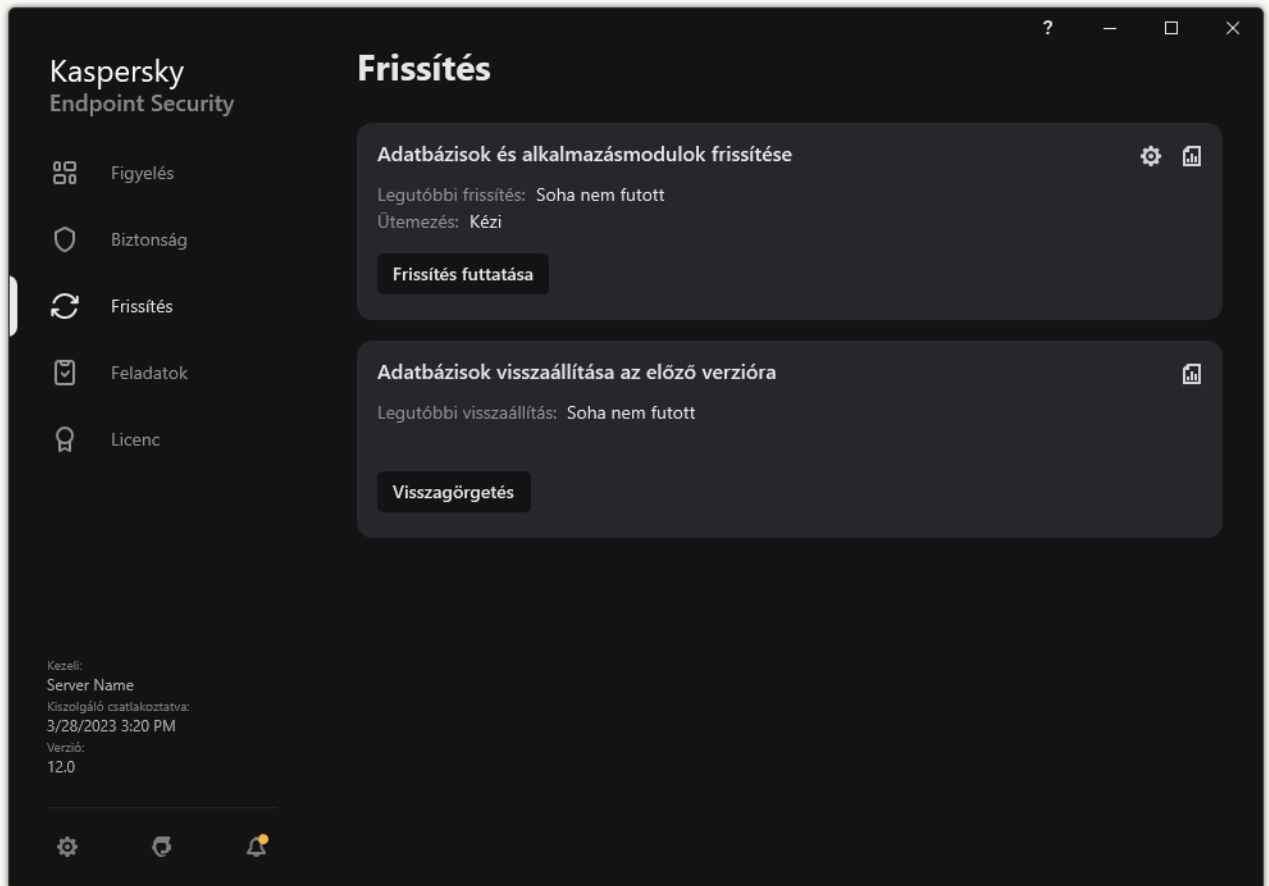 ?
Kaspersky
Endpoint Security
Frissítés
Figyelés
Biztonság
Frissítés
Feladatok
Licenc
Adatbázisok és alkalmazásmodulok frissítése
Legutóbbi frissítés: Soha nem futott
Ütemezés: Kézi
Frissítés futtatása
Adatbázisok visszaállítása az előző verzióra
Legutóbbi visszaállítás: Soha nem futott
Visszagörgetés
Kezeli:
Server Name
Kiszolgáló csatlakoztatva:
3/28/2023 3:20 PM
Verzió:
12.0